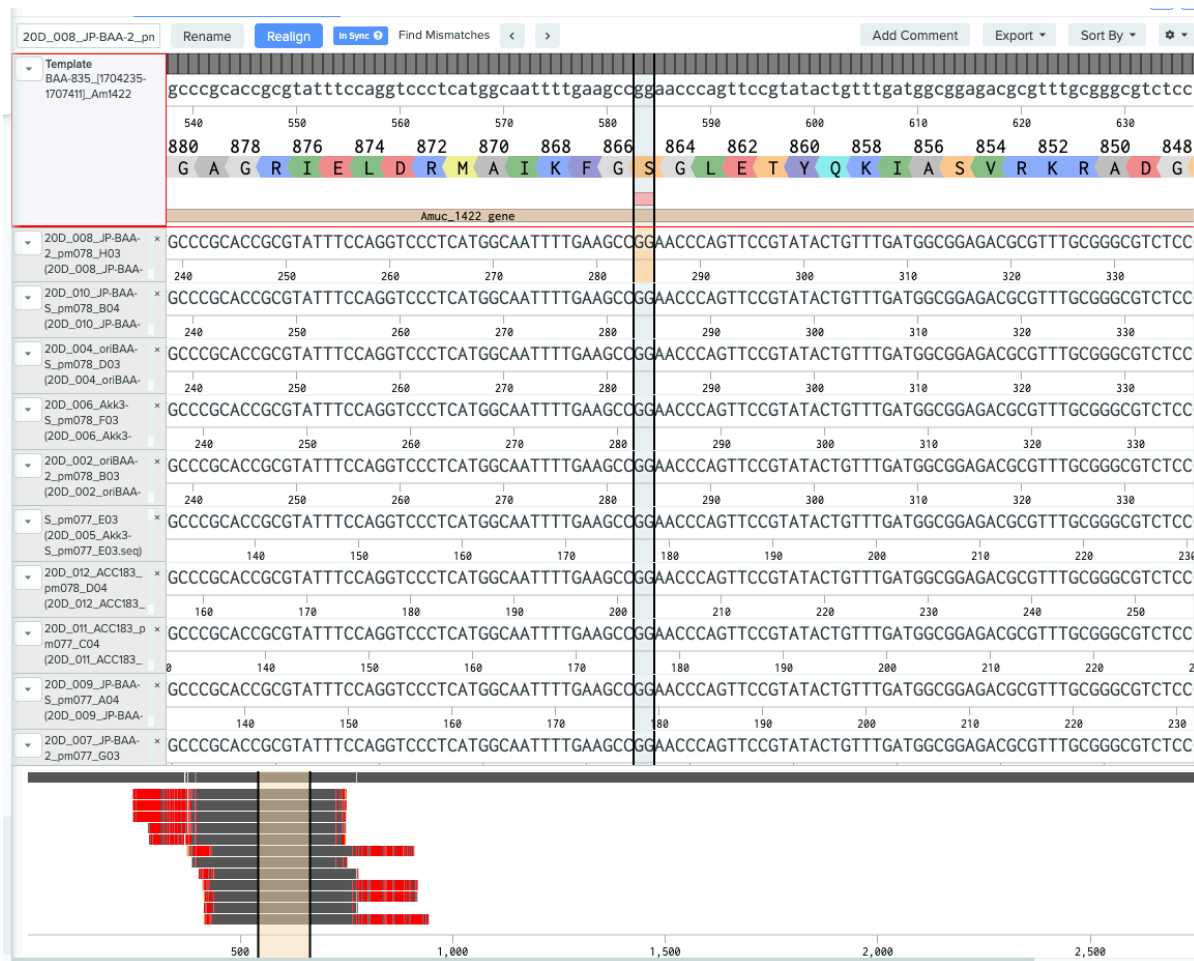 20D_008_JP-BAA-2_pn Rename Realign In Sync Find Mismatches < > Add Comment Export Sort By
Template
BAA-835_[1704235-
1707411]_Am1422
gcccgcaccgcgtatttccaggtccctcatggcaattttgaagccggaacccagttccgtatactgtttgatggcggagacgcgtttgcgggcgtctcc
540 550 560 570 580 590 600 610 620 630
880 878 876 874 872 870 868 866 864 862 860 858 856 854 852 850 848
G A G R I E L D R M A I K F G S G L E T Y Q K I A S V R K R A D G
Amuc_1422 gene
20D_008_JP-BAA- ×
2_pm078_H03
(20D_008_JP-BAA-
GCCCGCACCGCGTATTTCCAGGTCCCTCATGGCAATTTTGAAGCCGGAACCCAGTTCCGTATACTGTTTGATGGCGGAGACGCGTTTGCGGGCGTCTCC
240 250 260 270 280 290 300 310 320 330
20D_010_JP-BAA- ×
S_pm078_B04
(20D_010_JP-BAA-
GCCCGCACCGCGTATTTCCAGGTCCCTCATGGCAATTTTGAAGCCGGAACCCAGTTCCGTATACTGTTTGATGGCGGAGACGCGTTTGCGGGCGTCTCC
240 250 260 270 280 290 300 310 320 330
20D_004_oriBAA- ×
S_pm078_D03
(20D_004_oriBAA-
GCCCGCACCGCGTATTTCCAGGTCCCTCATGGCAATTTTGAAGCCGGAACCCAGTTCCGTATACTGTTTGATGGCGGAGACGCGTTTGCGGGCGTCTCC
240 250 260 270 280 290 300 310 320 330
20D_006_Akk3- ×
S_pm078_F03
(20D_006_Akk3-
GCCCGCACCGCGTATTTCCAGGTCCCTCATGGCAATTTTGAAGCCGGAACCCAGTTCCGTATACTGTTTGATGGCGGAGACGCGTTTGCGGGCGTCTCC
240 250 260 270 280 290 300 310 320 330
20D_002_oriBAA- ×
2_pm078_B03
(20D_002_oriBAA-
GCCCGCACCGCGTATTTCCAGGTCCCTCATGGCAATTTTGAAGCCGGAACCCAGTTCCGTATACTGTTTGATGGCGGAGACGCGTTTGCGGGCGTCTCC
240 250 260 270 280 290 300 310 320 330
S_pm077_E03 ×
(20D_005_Akk3-
S_pm077_E03.seq)
GCCCGCACCGCGTATTTCCAGGTCCCTCATGGCAATTTTGAAGCCGGAACCCAGTTCCGTATACTGTTTGATGGCGGAGACGCGTTTGCGGGCGTCTCC
140 150 160 170 180 190 200 210 220 230
20D_012_ACC183_ ×
pm078_D04
(20D_012_ACC183_
GCCCGCACCGCGTATTTCCAGGTCCCTCATGGCAATTTTGAAGCCGGAACCCAGTTCCGTATACTGTTTGATGGCGGAGACGCGTTTGCGGGCGTCTCC
160 170 180 190 200 210 220 230 240 250
20D_011_ACC183_p ×
m077_C04
(20D_011_ACC183_
GCCCGCACCGCGTATTTCCAGGTCCCTCATGGCAATTTTGAAGCCGGAACCCAGTTCCGTATACTGTTTGATGGCGGAGACGCGTTTGCGGGCGTCTCC
140 150 160 170 180 190 200 210 220
20D_009_JP-BAA- ×
S_pm077_A04
(20D_009_JP-BAA-
GCCCGCACCGCGTATTTCCAGGTCCCTCATGGCAATTTTGAAGCCGGAACCCAGTTCCGTATACTGTTTGATGGCGGAGACGCGTTTGCGGGCGTCTCC
140 150 160 170 180 190 200 210 220 230
20D_007_JP-BAA- ×
2_pm077_G03
GCCCGCACCGCGTATTTCCAGGTCCCTCATGGCAATTTTGAAGCCGGAACCCAGTTCCGTATACTGTTTGATGGCGGAGACGCGTTTGCGGGCGTCTCC
500 1,000 1,500 2,000 2,500